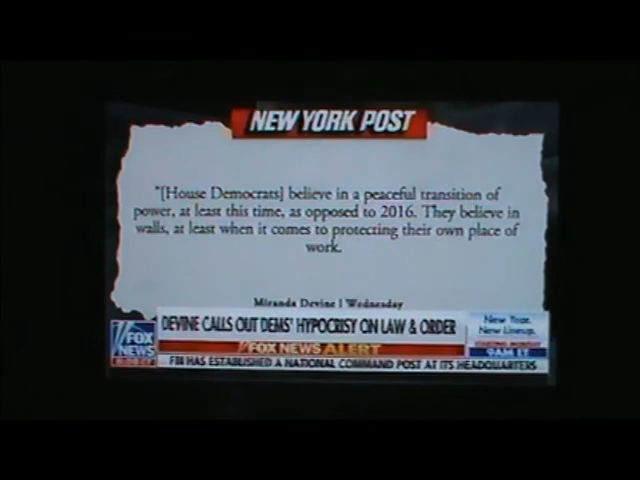 NEW YORK POST
"[House Democrats] believe in a peaceful transition of
power, at least this time, as opposed to 2016. They believe in
walls, at least when it comes to protecting their own place of
work.
Miranda Devine | Wednesday
DEVINE CALLS OUT DEMS' HYPOCRISY ON LAW & ORDER
New Year.
New Lineup.
STARTING MONDAY
9AM ET
FOX NEWS ALERT
FOX
NEWS
FBI HAS ESTABLISHED A NATIONAL COMMAND POST AT ITS HEADQUARTERS